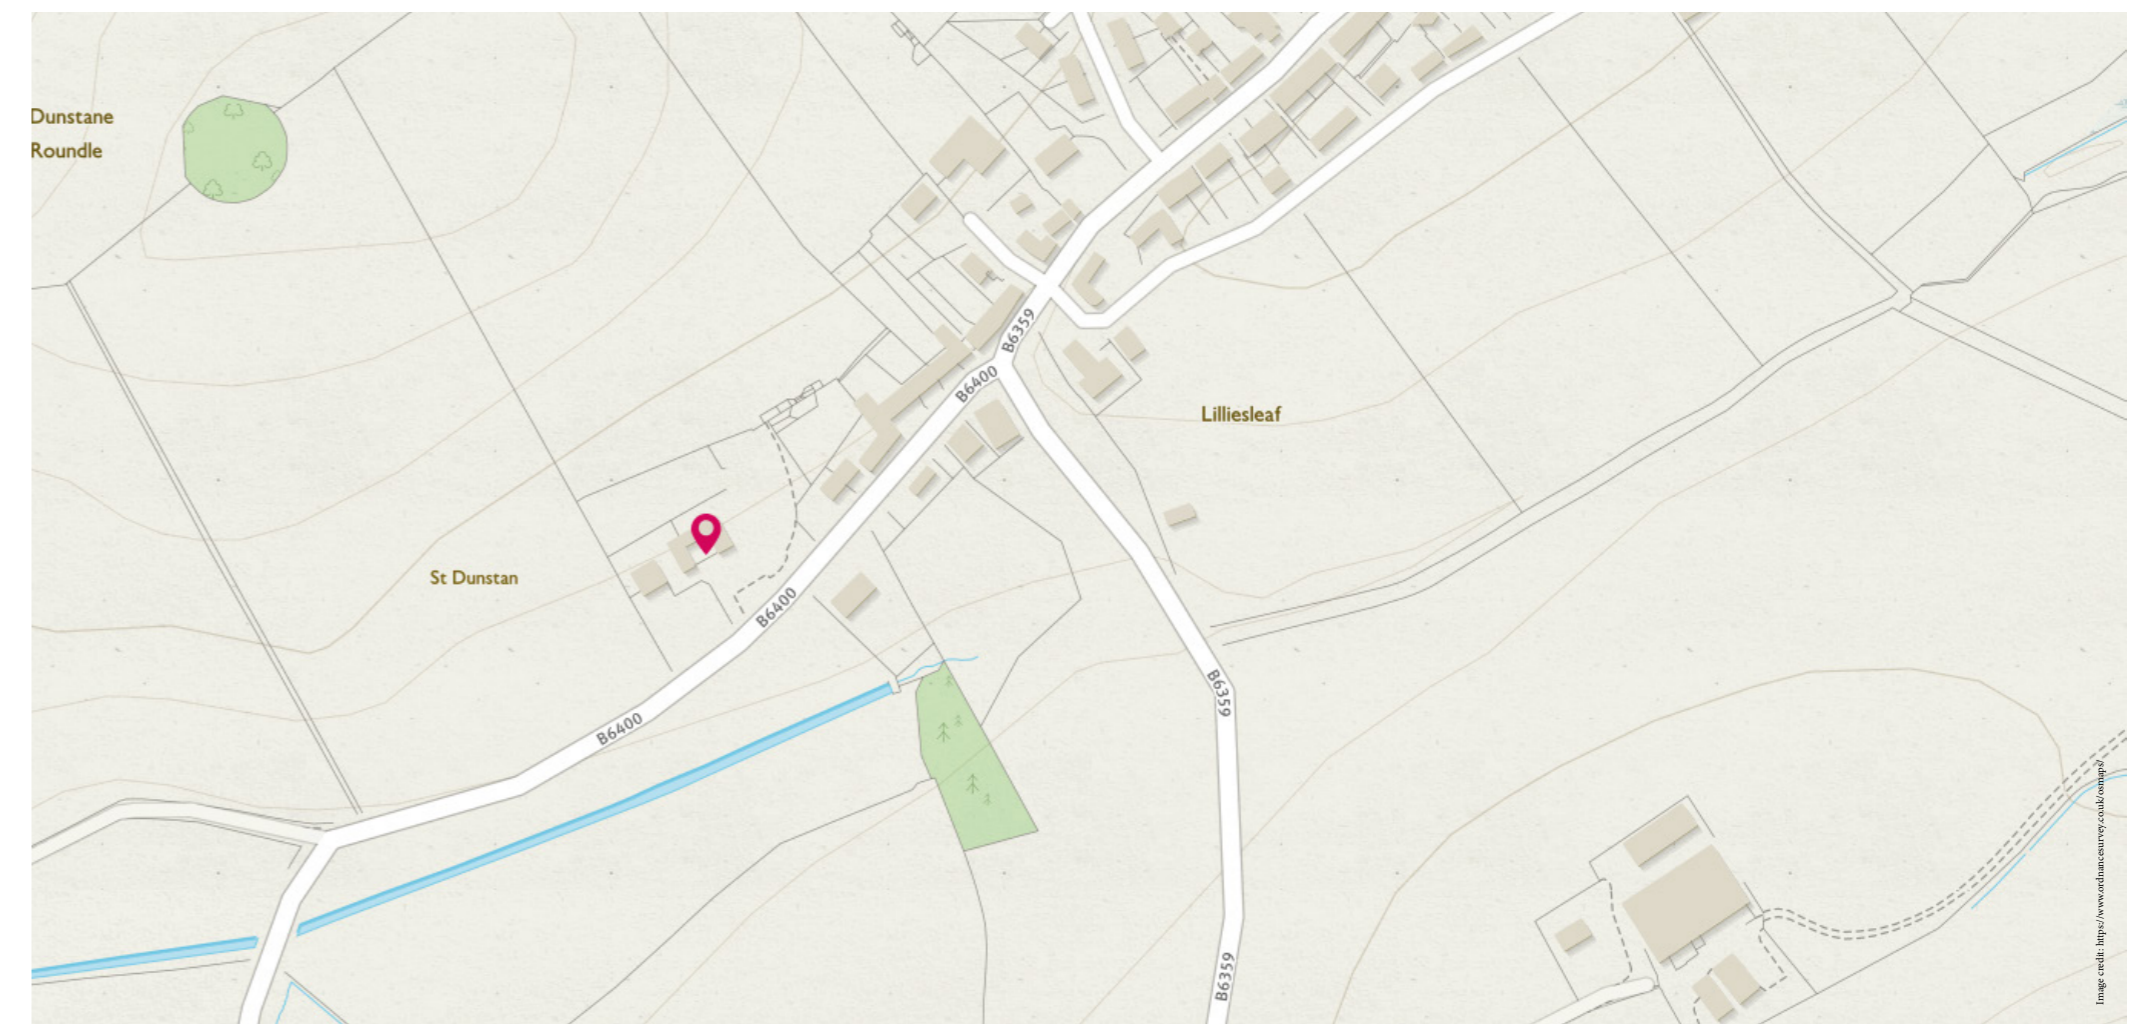 Dunstane
Roundle
B6359
B6400
Lilliesleaf
St Dunstan
B6400
B6359
B6400
B6359
Image credit: https://www.ordnancesurvey.co.uk/osmaps/